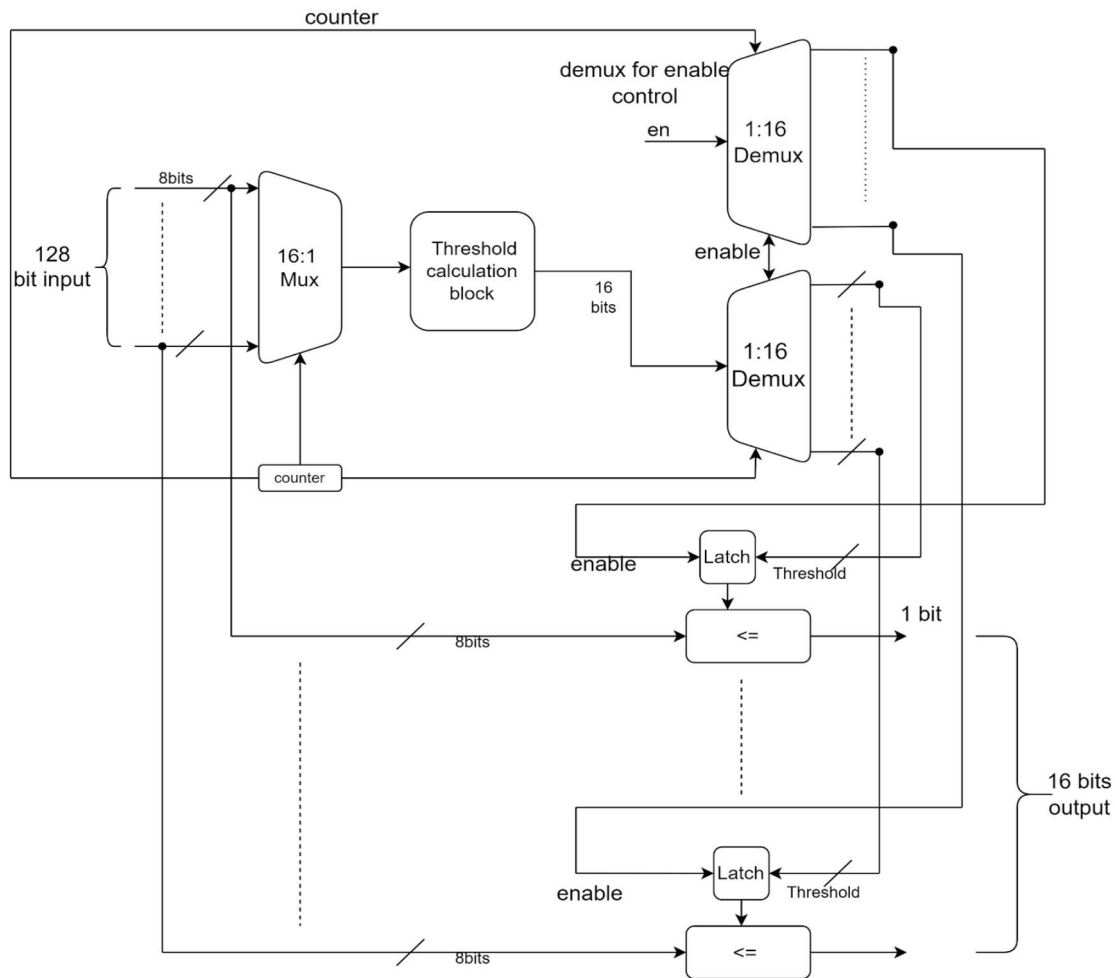 counter
demux for enable
control
en
1:16
Demux
8bits
128
bit input
16:1
Mux
Threshold
calculation
block
enable
16
bits
1:16
Demux
counter
enable
Latch
Threshold
1 bit
<=
8bits
16 bits
output
enable
Latch
Threshold
<=
8bits